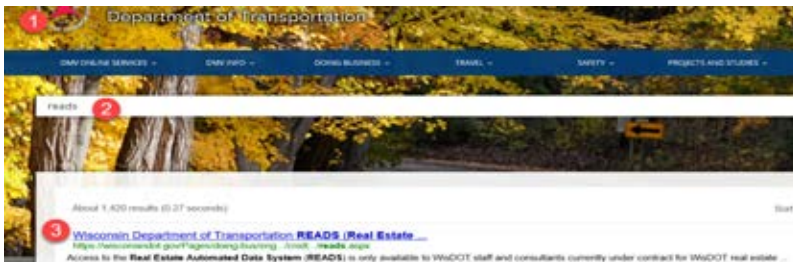 1
Department of Transportation
DMV ONLINE SERVICES DMV INFO DOING BUSINESS TRAVEL SAFETY PROJECTS AND STUDIES
reads 2
About 1,420 results (0.27 seconds) Sort
3 Wisconsin Department of Transportation READS (Real Estate ...
reads.aspx
Access to the Real Estate Automated Data System (READS) is only available to WisDOT staff and consultants currently under contract for WisDOT real estate ...